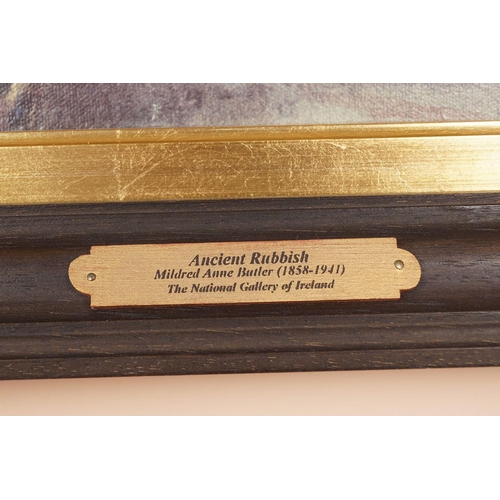 Ancient Rubbish
Mildred Anne Butler (1858-1941)
The National Gallery of Ireland